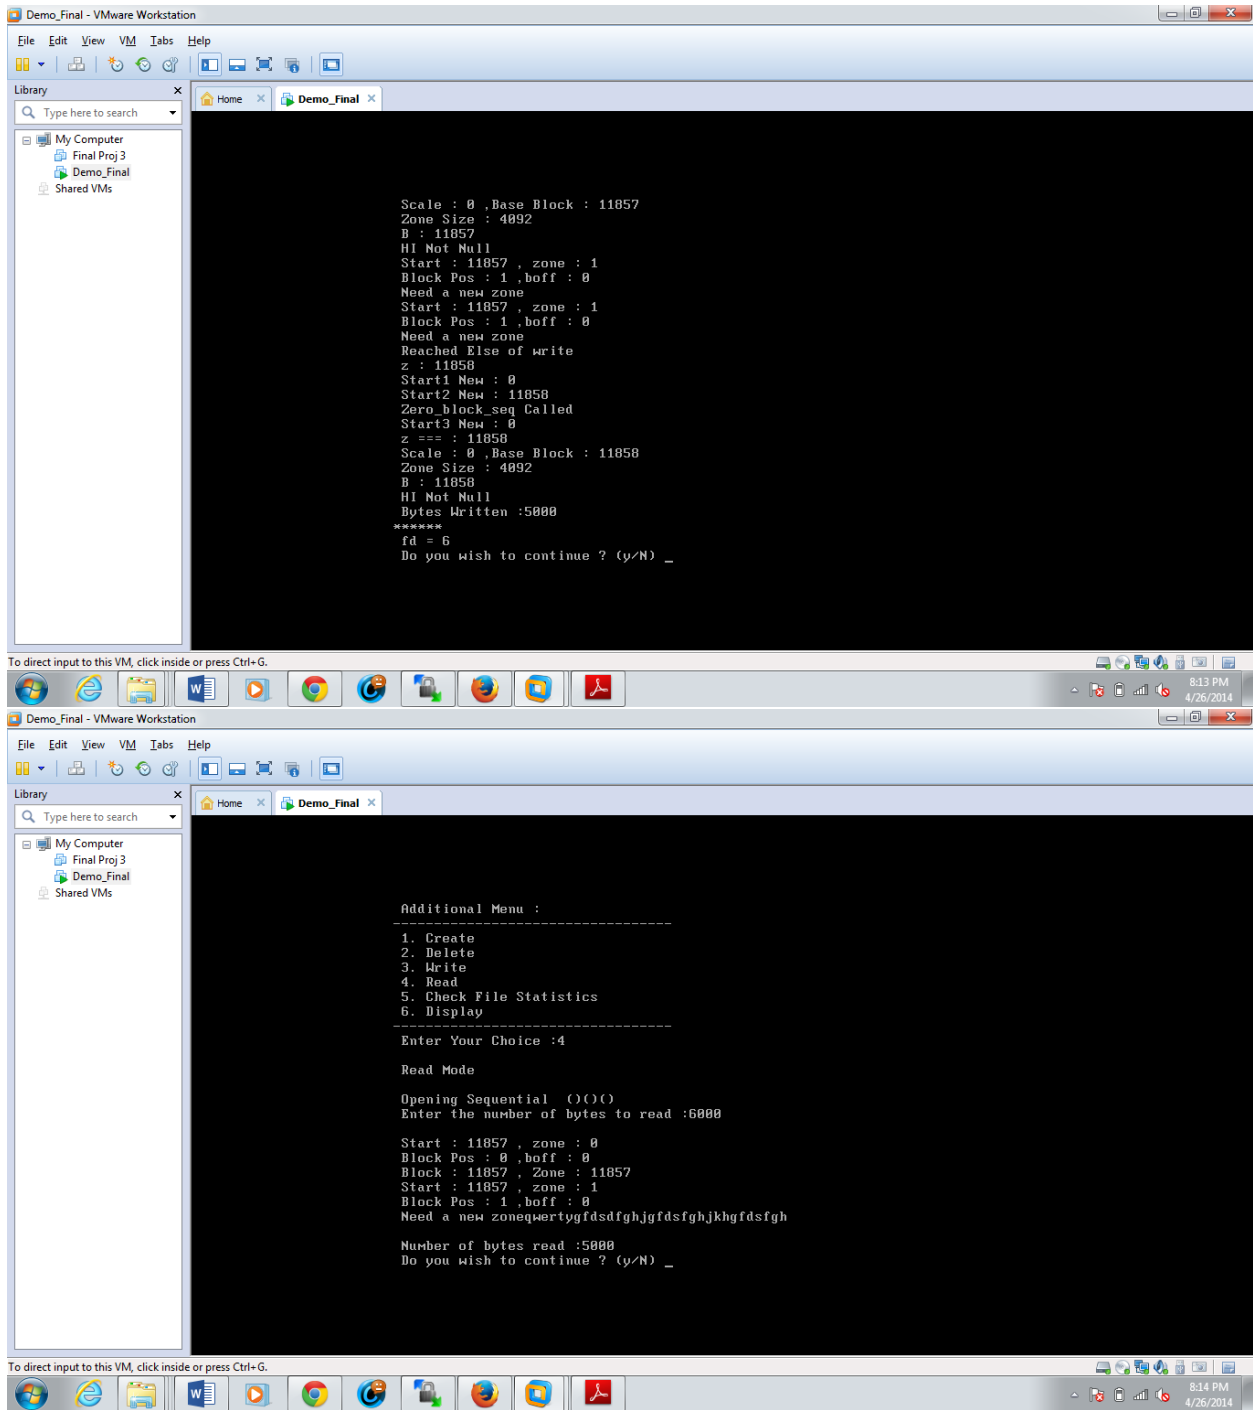 Demo_Final - VMware Workstation
File Edit View VM Tabs Help
Library
Type here to search
My Computer
Final Proj 3
Demo_Final
Shared VMs
Home
Demo_Final
Scale : 0 ,Base Block : 11857
Zone Size : 4092
B : 11857
HI Not Null
Start : 11857 , zone : 1
Block Pos : 1 ,boff : 0
Need a new zone
Start : 11857 , zone : 1
Block Pos : 1 ,boff : 0
Need a new zone
Reached Else of write
z : 11858
Start1 New : 0
Start2 New : 11858
Zero_block_seq Called
Start3 New : 0
z === : 11858
Scale : 0 ,Base Block : 11858
Zone Size : 4092
B : 11858
HI Not Null
Bytes Written :5000
******
fd = 6
Do you wish to continue ? (y/N) _
To direct input to this VM, click inside or press Ctrl+G.
8:13 PM
4/26/2014
Demo_Final - VMware Workstation
File Edit View VM Tabs Help
Library
Type here to search
My Computer
Final Proj 3
Demo_Final
Shared VMs
Home
Demo_Final
Additional Menu :
----------------------------------
1. Create
2. Delete
3. Write
4. Read
5. Check File Statistics
6. Display
----------------------------------
Enter Your Choice :4
Read Mode
Opening Sequential ()()()
Enter the number of bytes to read :6000
Start : 11857 , zone : 0
Block Pos : 0 ,boff : 0
Block : 11857 , Zone : 11857
Start : 11857 , zone : 1
Block Pos : 1 ,boff : 0
Need a new zoneqwertygfdsdfghjgfdsfghjkhgfdsfgh
Number of bytes read :5000
Do you wish to continue ? (y/N) _
To direct input to this VM, click inside or press Ctrl+G.
8:14 PM
4/26/2014